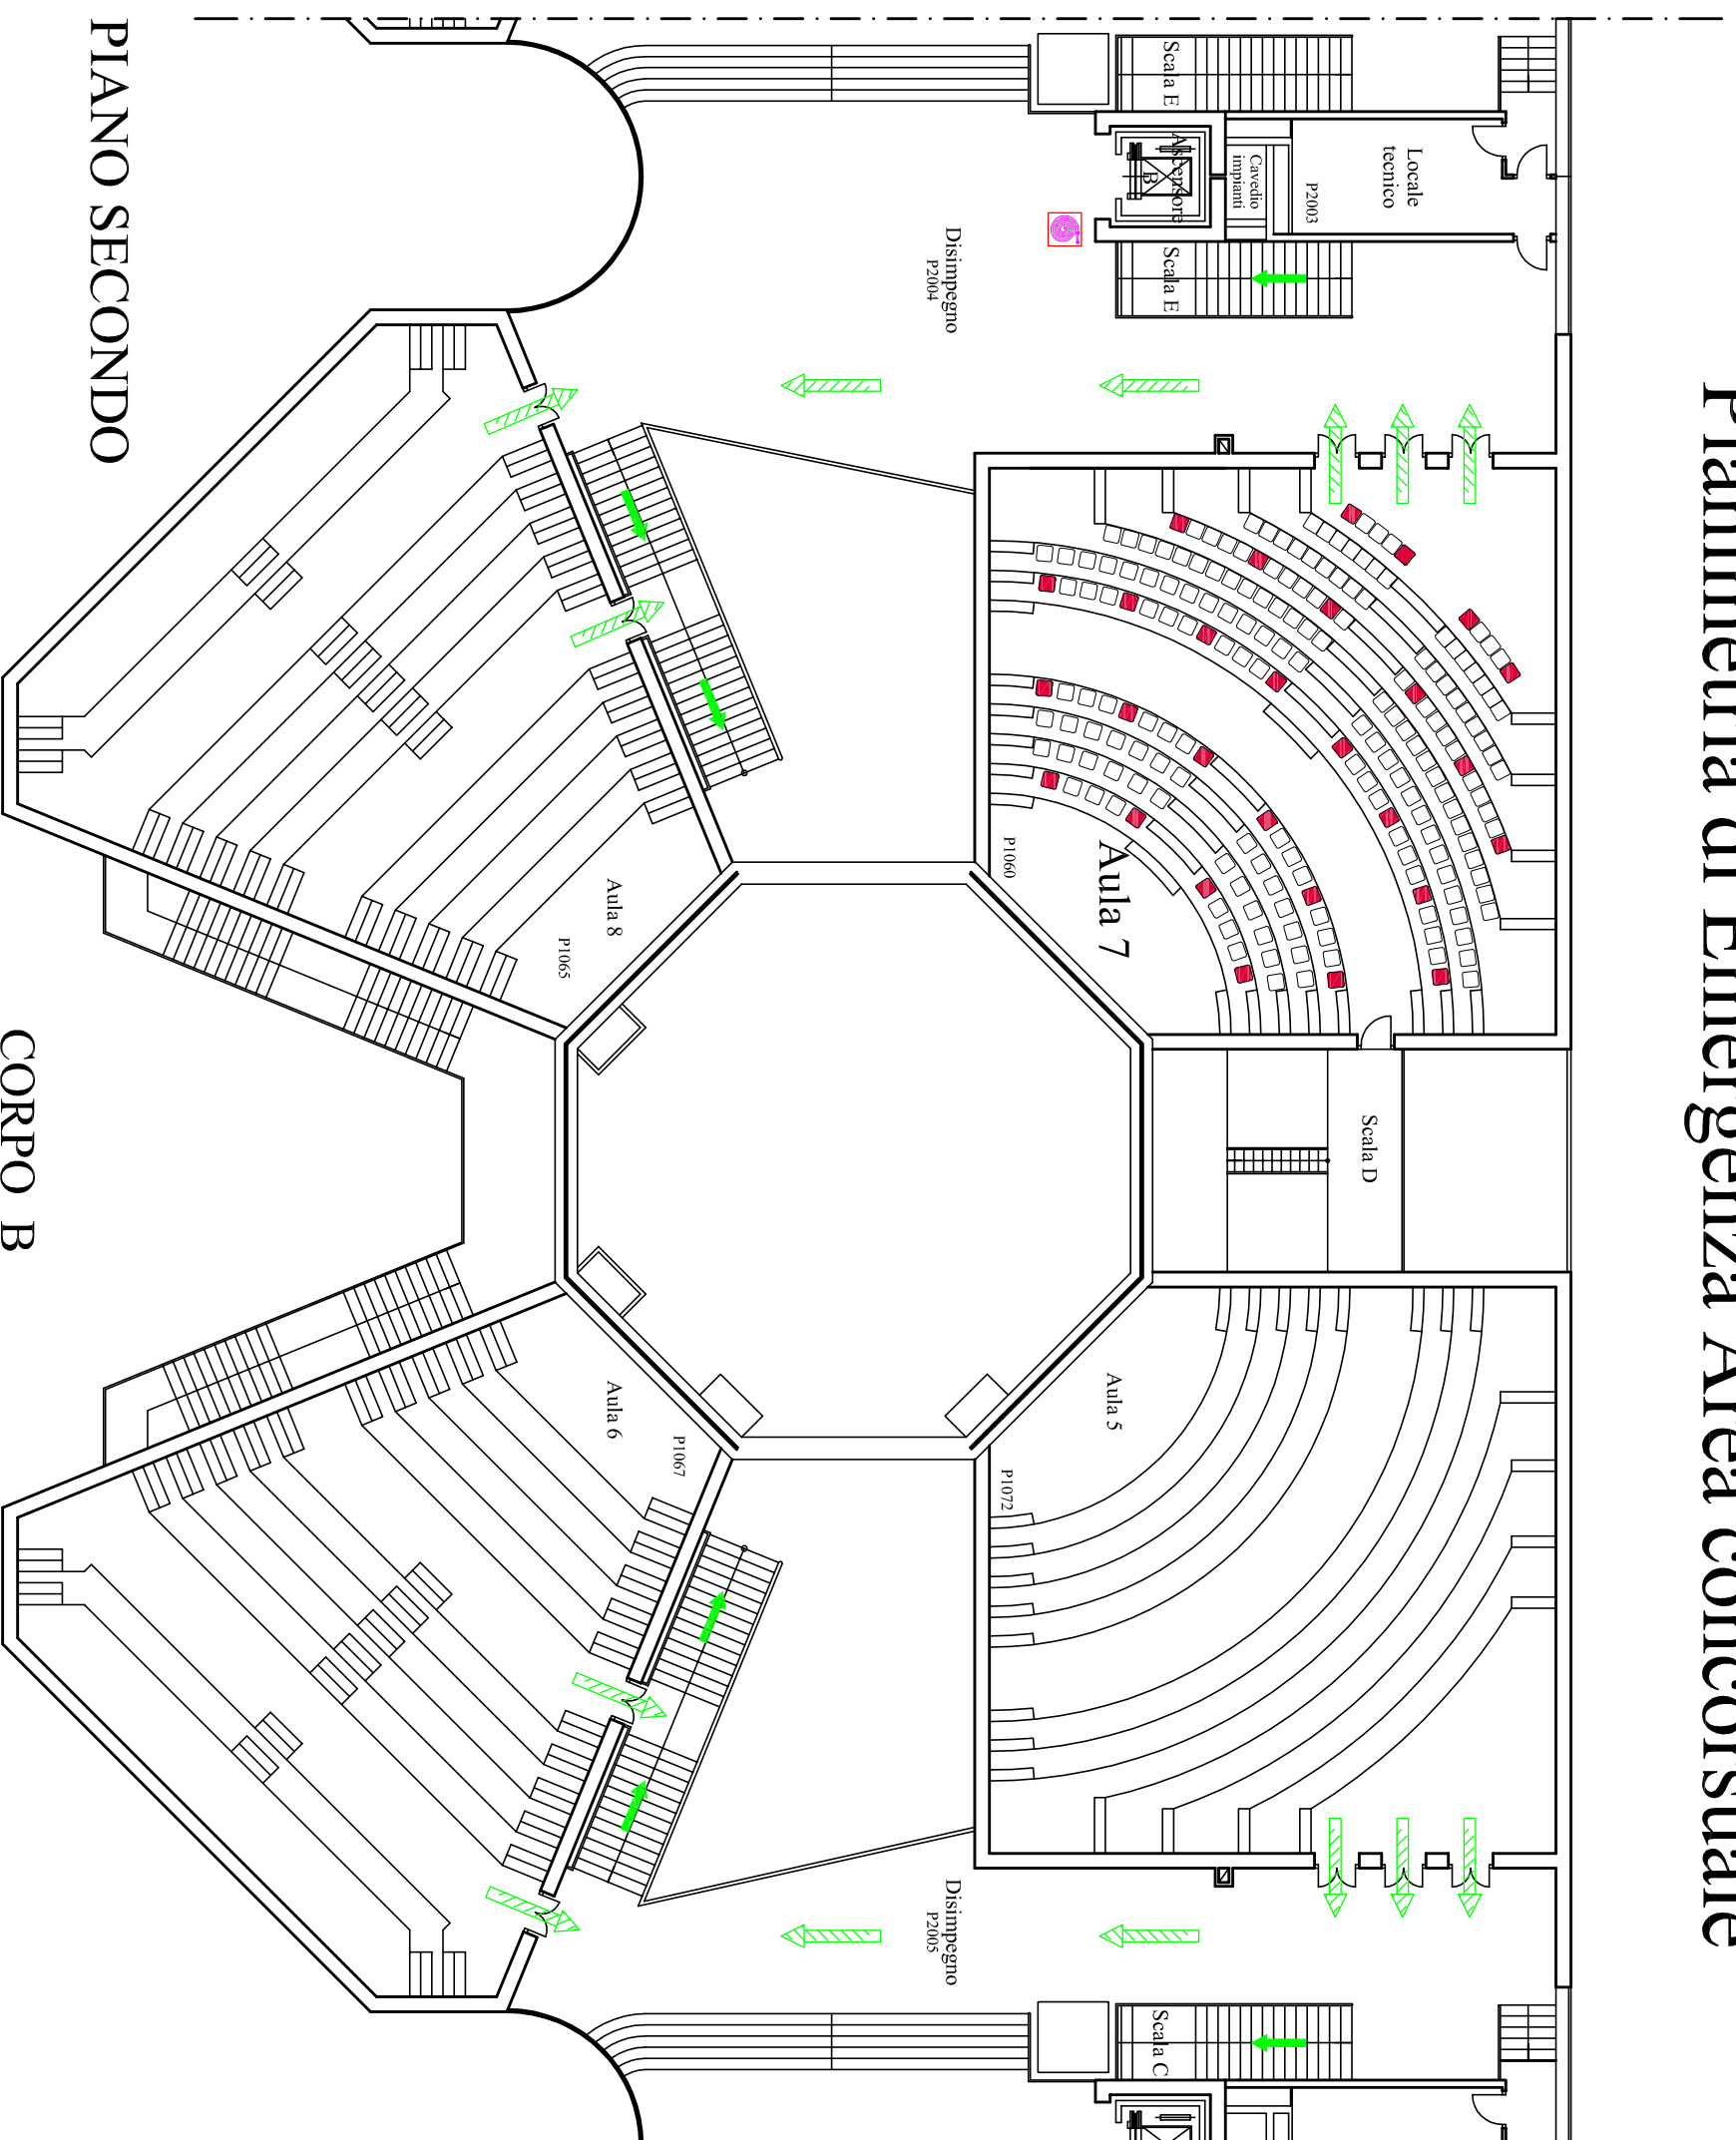 Planimetria di Emergenza Area concorsuale
Scala E
Locale
tecnico
P2003
Cavedio
impianti
Ascensore
B
Scala E
Disimpegno
P2004
Aula 7
P1060
Aula 8
P1065
Scala D
Aula 5
P1072
Aula 6
P1067
Disimpegno
P2005
Scala C
PIANO SECONDO
CORPO B